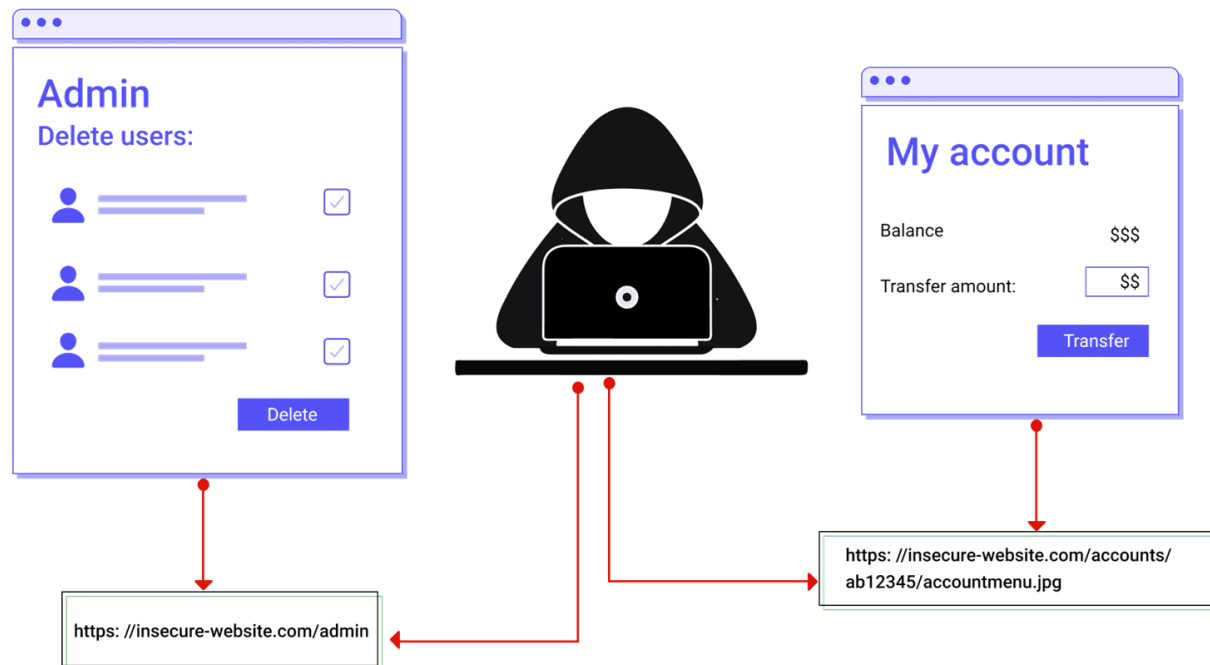 Admin
Delete users:
Delete
https: //insecure-website.com/admin
My account
Balance
$$$
Transfer amount:
$$
Transfer
https: //insecure-website.com/accounts/
ab12345/accountmenu.jpg